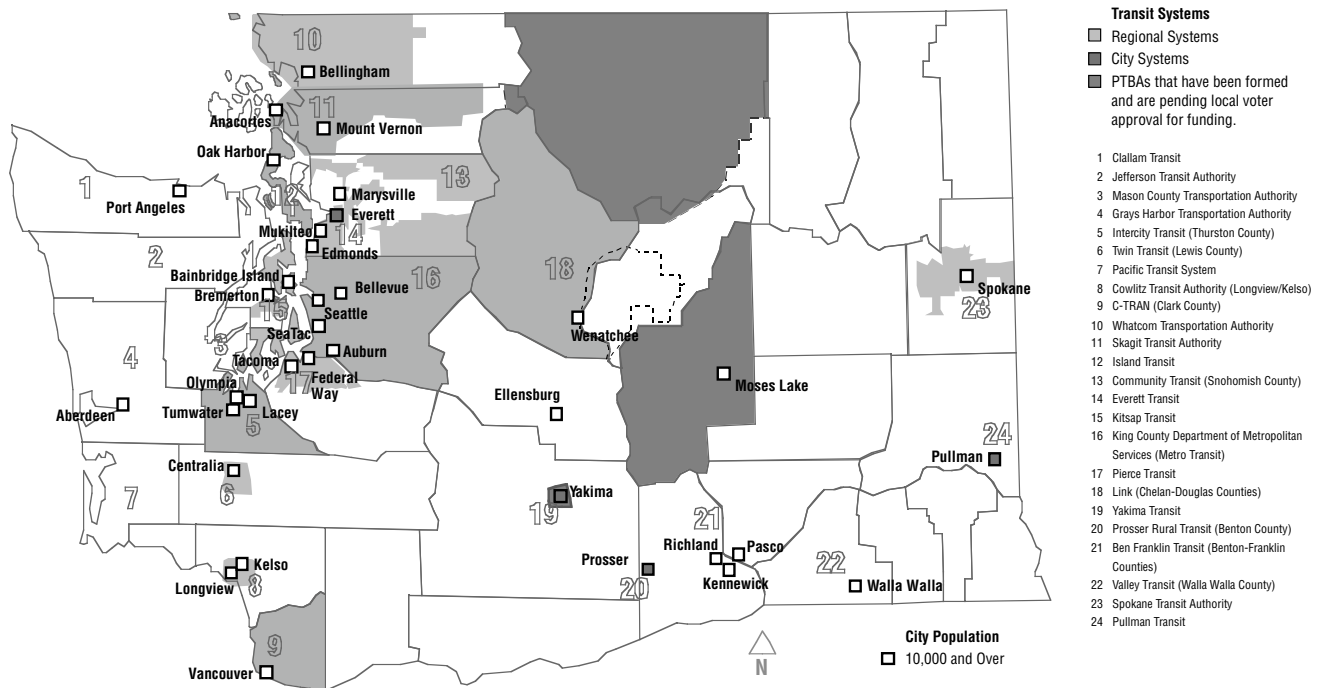 10
Bellingham
11
Anacortes
Mount Vernon
Oak Harbor
1
Port Angeles
12
13
Marysville
Everett
Mukilteo
14
Edmonds
2
18
Bainbridge Island
16
Bremerton
Bellevue
15
Seattle
Spokane
23
SeaTac
Wenatchee
3
4
Tacoma
Auburn
17
Federal
Way
Moses Lake
Olympia
Ellensburg
Aberdeen
Tumwater
Lacey
5
24
Pullman
Centralia
6
7
Yakima
19
21
Richland
Pasco
Prosser
20
Kennewick
22
Walla Walla
Kelso
Longview
8
9
Vancouver
N
City Population
10,000 and Over
Transit Systems
Regional Systems
City Systems
PTBAs that have been formed
and are pending local voter
approval for funding.
1 Clallam Transit
2 Jefferson Transit Authority
3 Mason County Transportation Authority
4 Grays Harbor Transportation Authority
5 Intercity Transit (Thurston County)
6 Twin Transit (Lewis County)
7 Pacific Transit System
8 Cowlitz Transit Authority (Longview/Kelso)
9 C-TRAN (Clark County)
10 Whatcom Transportation Authority
11 Skagit Transit Authority
12 Island Transit
13 Community Transit (Snohomish County)
14 Everett Transit
15 Kitsap Transit
16 King County Department of Metropolitan
Services (Metro Transit)
17 Pierce Transit
18 Link (Chelan-Douglas Counties)
19 Yakima Transit
20 Prosser Rural Transit (Benton County)
21 Ben Franklin Transit (Benton-Franklin
Counties)
22 Valley Transit (Walla Walla County)
23 Spokane Transit Authority
24 Pullman Transit